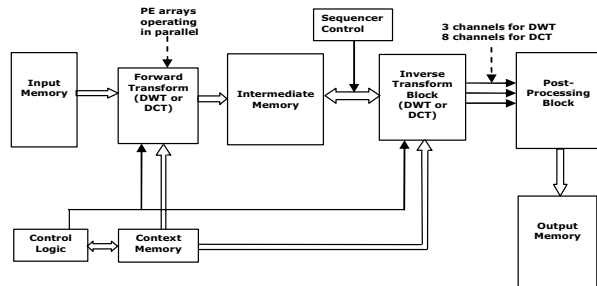 PE arrays
operating
in parallel
Sequencer
Control
3 channels for DWT
8 channels for DCT
Input
Memory
Forward
Transform
(DWT or
DCT)
Intermediate
Memory
Inverse
Transform
Block
(DWT or
DCT)
Post-
Processing
Block
Control
Logic
Context
Memory
Output
Memory